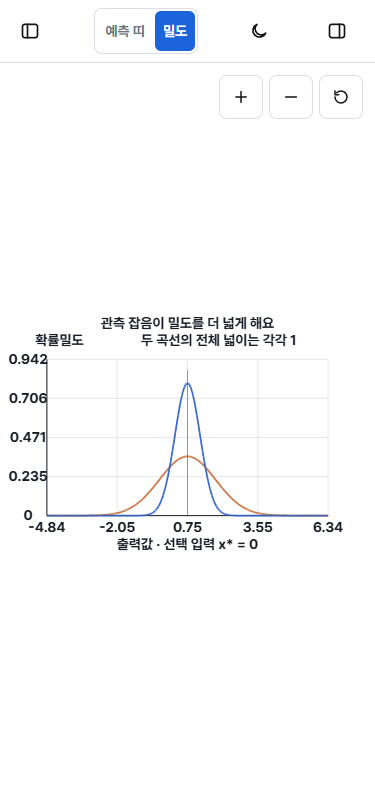 예측 띠 밀도
관측 잡음이 밀도를 더 넓게 해요
확률밀도 두 곡선의 전체 넓이는 각각 1
0.942
0.706
0.471
0.235
0
-4.84 -2.05 0.75 3.55 6.34
출력값 · 선택 입력 x* = 0